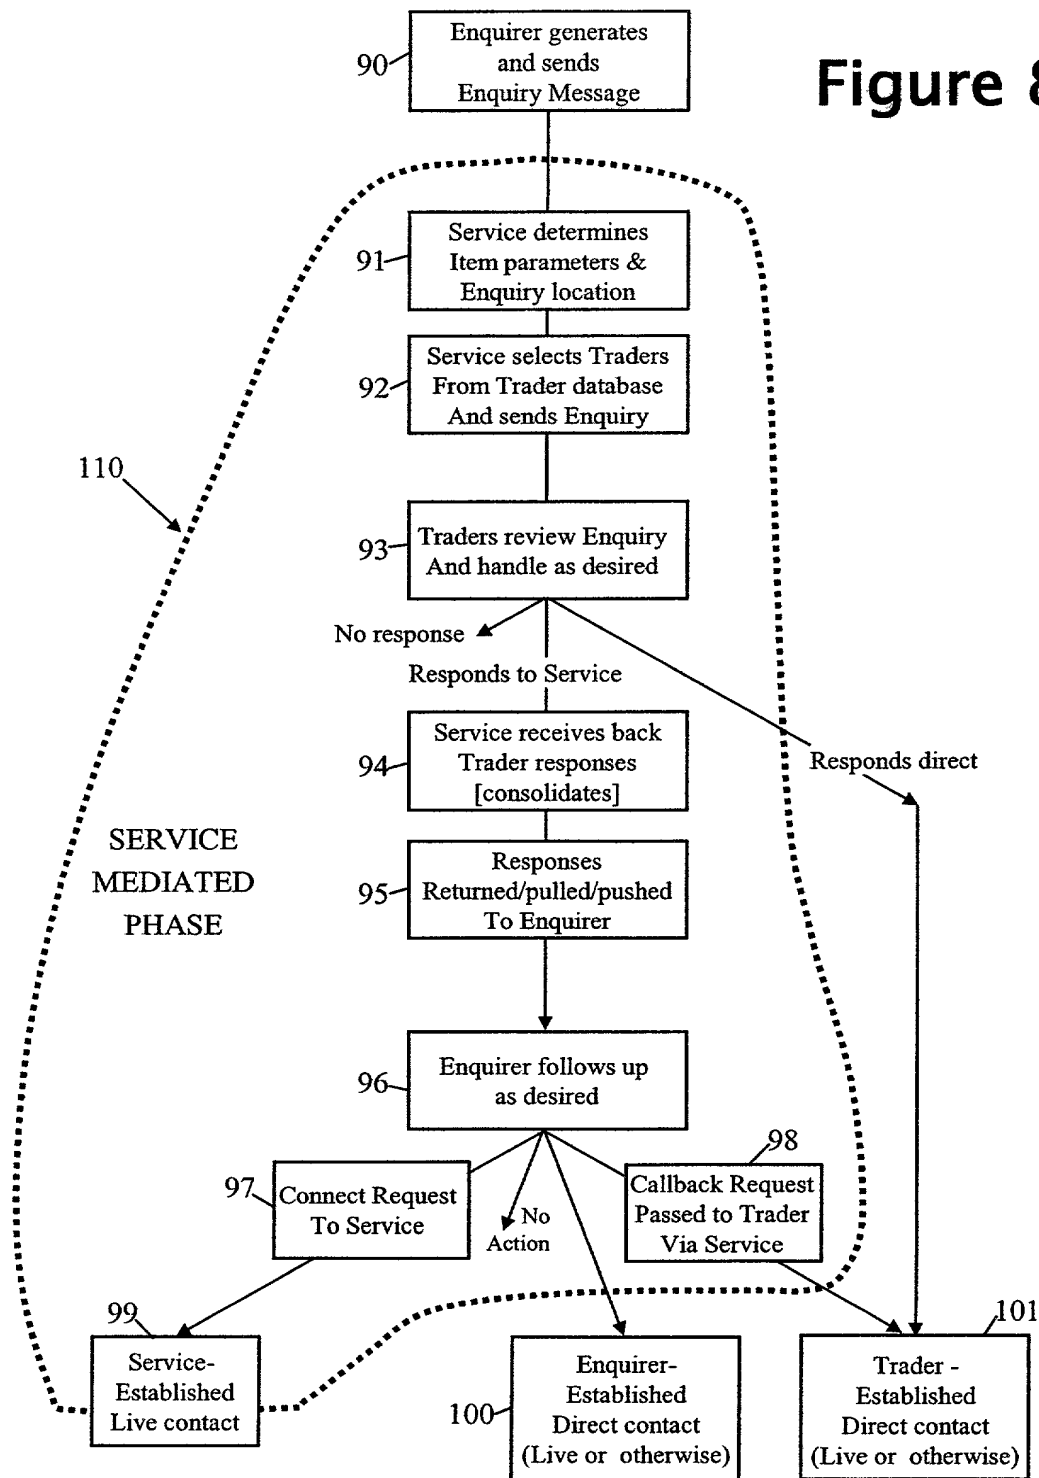 Figure 8
90
Enquirer generates
and sends
Enquiry Message
91
Service determines
Item parameters &
Enquiry location
92
Service selects Traders
From Trader database
And sends Enquiry
110
93
Traders review Enquiry
And handle as desired
No response
Responds to Service
Responds direct
94
Service receives back
Trader responses
[consolidates]
SERVICE
MEDIATED
PHASE
95
Responses
Returned/pulled/pushed
To Enquirer
96
Enquirer follows up
as desired
97
Connect Request
To Service
No
Action
98
Callback Request
Passed to Trader
Via Service
99
Service-
Established
Live contact
100
Enquirer-
Established
Direct contact
(Live or otherwise)
101
Trader -
Established
Direct contact
(Live or otherwise)